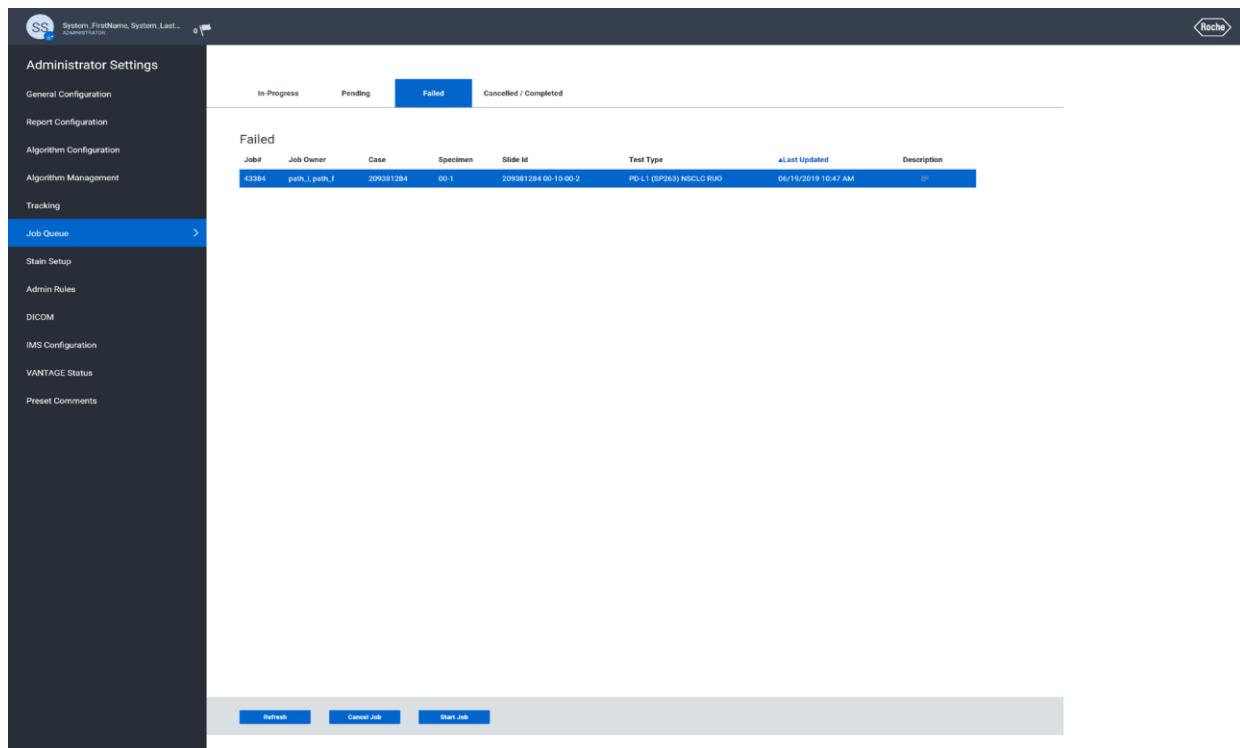 SS System_FirstName, System_Last... 0 Roche
ADMINISTRATOR
Administrator Settings
General Configuration
Report Configuration
Algorithm Configuration
Algorithm Management
Tracking
Job Queue
Stain Setup
Admin Rules
DICOM
IMS Configuration
VANTAGE Status
Preset Comments
In-Progress Pending Failed Cancelled / Completed
Failed
Job# Job Owner Case Specimen Slide Id Test Type ▲Last Updated Description
43384 path_l, path_f 209381284 00-1 209381284 00-10-00-2 PD-L1 (SP263) NSCLC RUO 06/19/2019 10:47 AM
Refresh Cancel Job Start Job